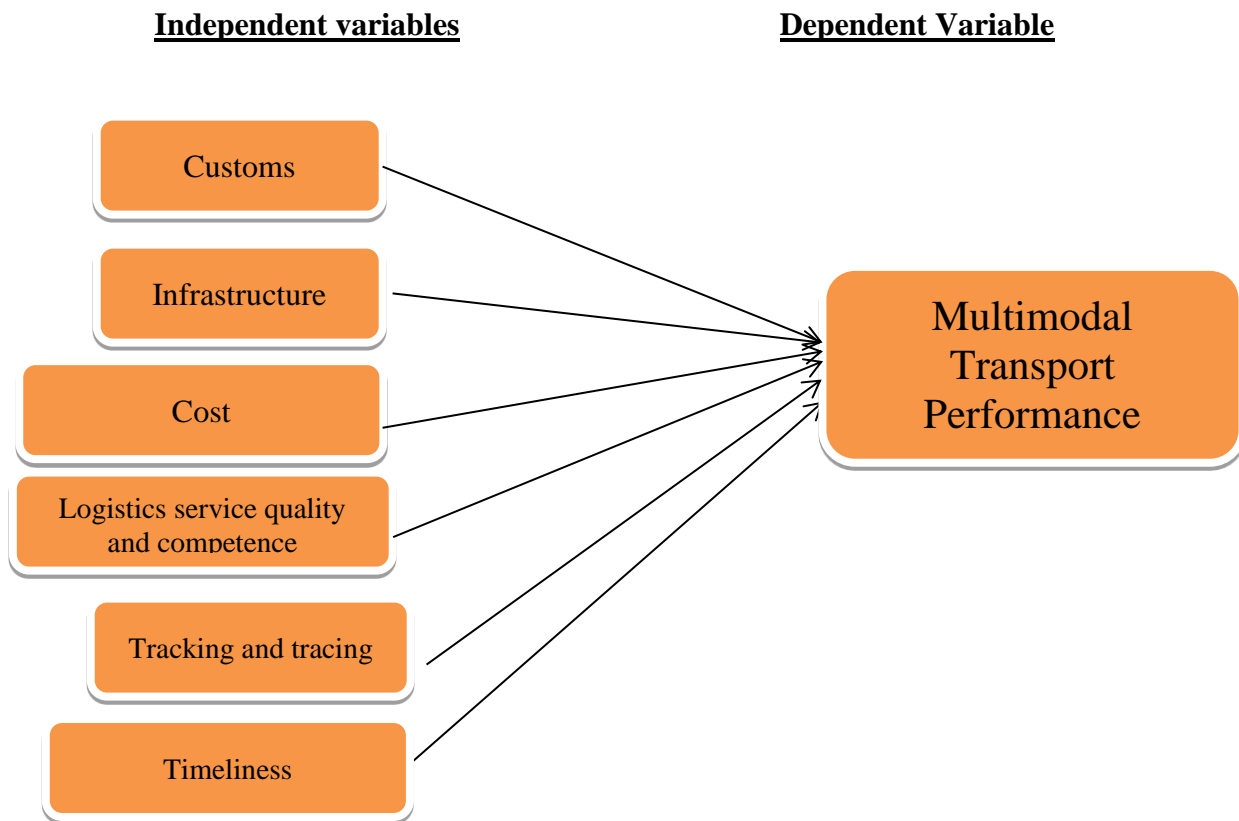 Independent variables
Dependent Variable
Customs
Infrastructure
Cost
Logistics service quality
and competence
Tracking and tracing
Timeliness
Multimodal
Transport
Performance